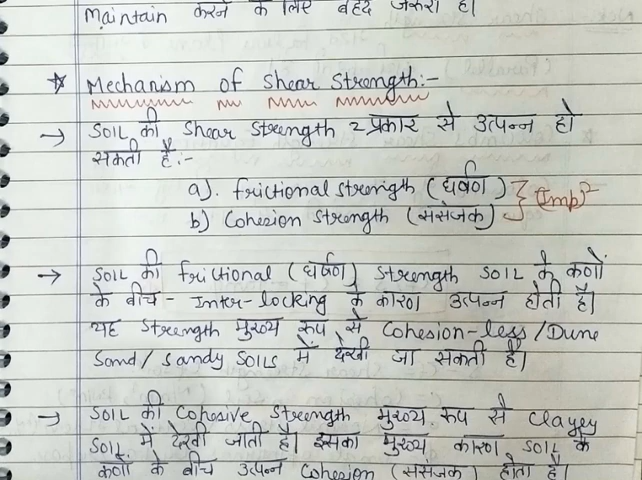 Maintain करने के लिए बहुत जरूरी है।
Mechanism of Shear Strength:-
→ SOIL की Shear Strength 2 प्रकार से उत्पन्न हो
सकती है:-
a). Frictional Strength (घर्षण)
b) Cohesion Strength (संसंजक) } (Imp)²
→ SOIL की frictional (घर्षण) Strength SOIL के कणों
के बीच - Inter-locking के कारण उत्पन्न होती है।
यह Strength मुख्य रूप से Cohesion-less/Dune
Sand/Sandy SOILS में देखी जा सकती है।
→ SOIL की Cohesive Strength मुख्य रूप से Clayey
SOIL में देखी जाती है। इसका मुख्य कारण SOIL के
कणों के बीच उत्पन्न Cohesion (संसंजक) होता है।